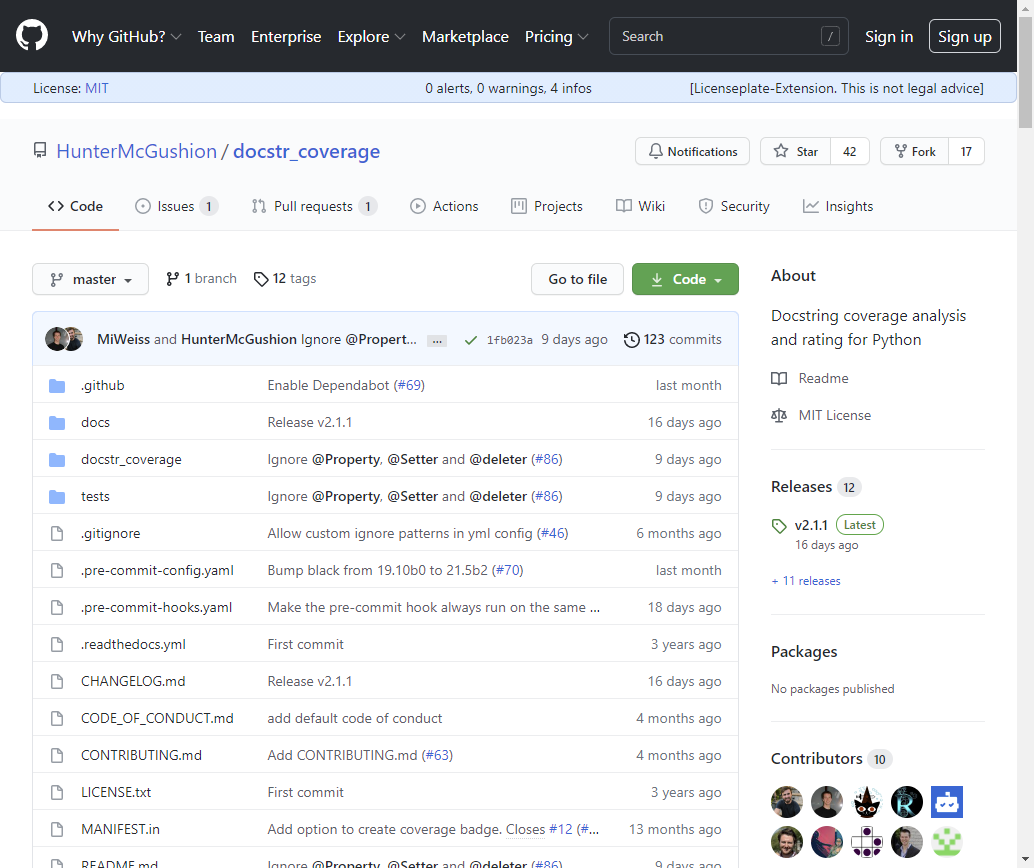 Why GitHub? Team Enterprise Explore Marketplace Pricing Search / Sign in Sign up
License: MIT 0 alerts, 0 warnings, 4 infos [Licenseplate-Extension. This is not legal advice]
HunterMcGushion / docstr_coverage Notifications Star 42 Fork 17
Code Issues 1 Pull requests 1 Actions Projects Wiki Security Insights
master 1 branch 12 tags Go to file Code
MiWeiss and HunterMcGushion Ignore @Propert… … 1fb023a 9 days ago 123 commits
.github Enable Dependabot (#69) last month
docs Release v2.1.1 16 days ago
docstr_coverage Ignore @Property, @Setter and @deleter (#86) 9 days ago
tests Ignore @Property, @Setter and @deleter (#86) 9 days ago
.gitignore Allow custom ignore patterns in yml config (#46) 6 months ago
.pre-commit-config.yaml Bump black from 19.10b0 to 21.5b2 (#70) last month
.pre-commit-hooks.yaml Make the pre-commit hook always run on the same … 18 days ago
.readthedocs.yml First commit 3 years ago
CHANGELOG.md Release v2.1.1 16 days ago
CODE_OF_CONDUCT.md add default code of conduct 4 months ago
CONTRIBUTING.md Add CONTRIBUTING.md (#63) 4 months ago
LICENSE.txt First commit 3 years ago
MANIFEST.in Add option to create coverage badge. Closes #12 (#… 13 months ago
README.md Ignore @Property, @Setter and @deleter (#86) 9 days ago
About
Docstring coverage analysis
and rating for Python
Readme
MIT License
Releases 12
v2.1.1 Latest
16 days ago
+ 11 releases
Packages
No packages published
Contributors 10